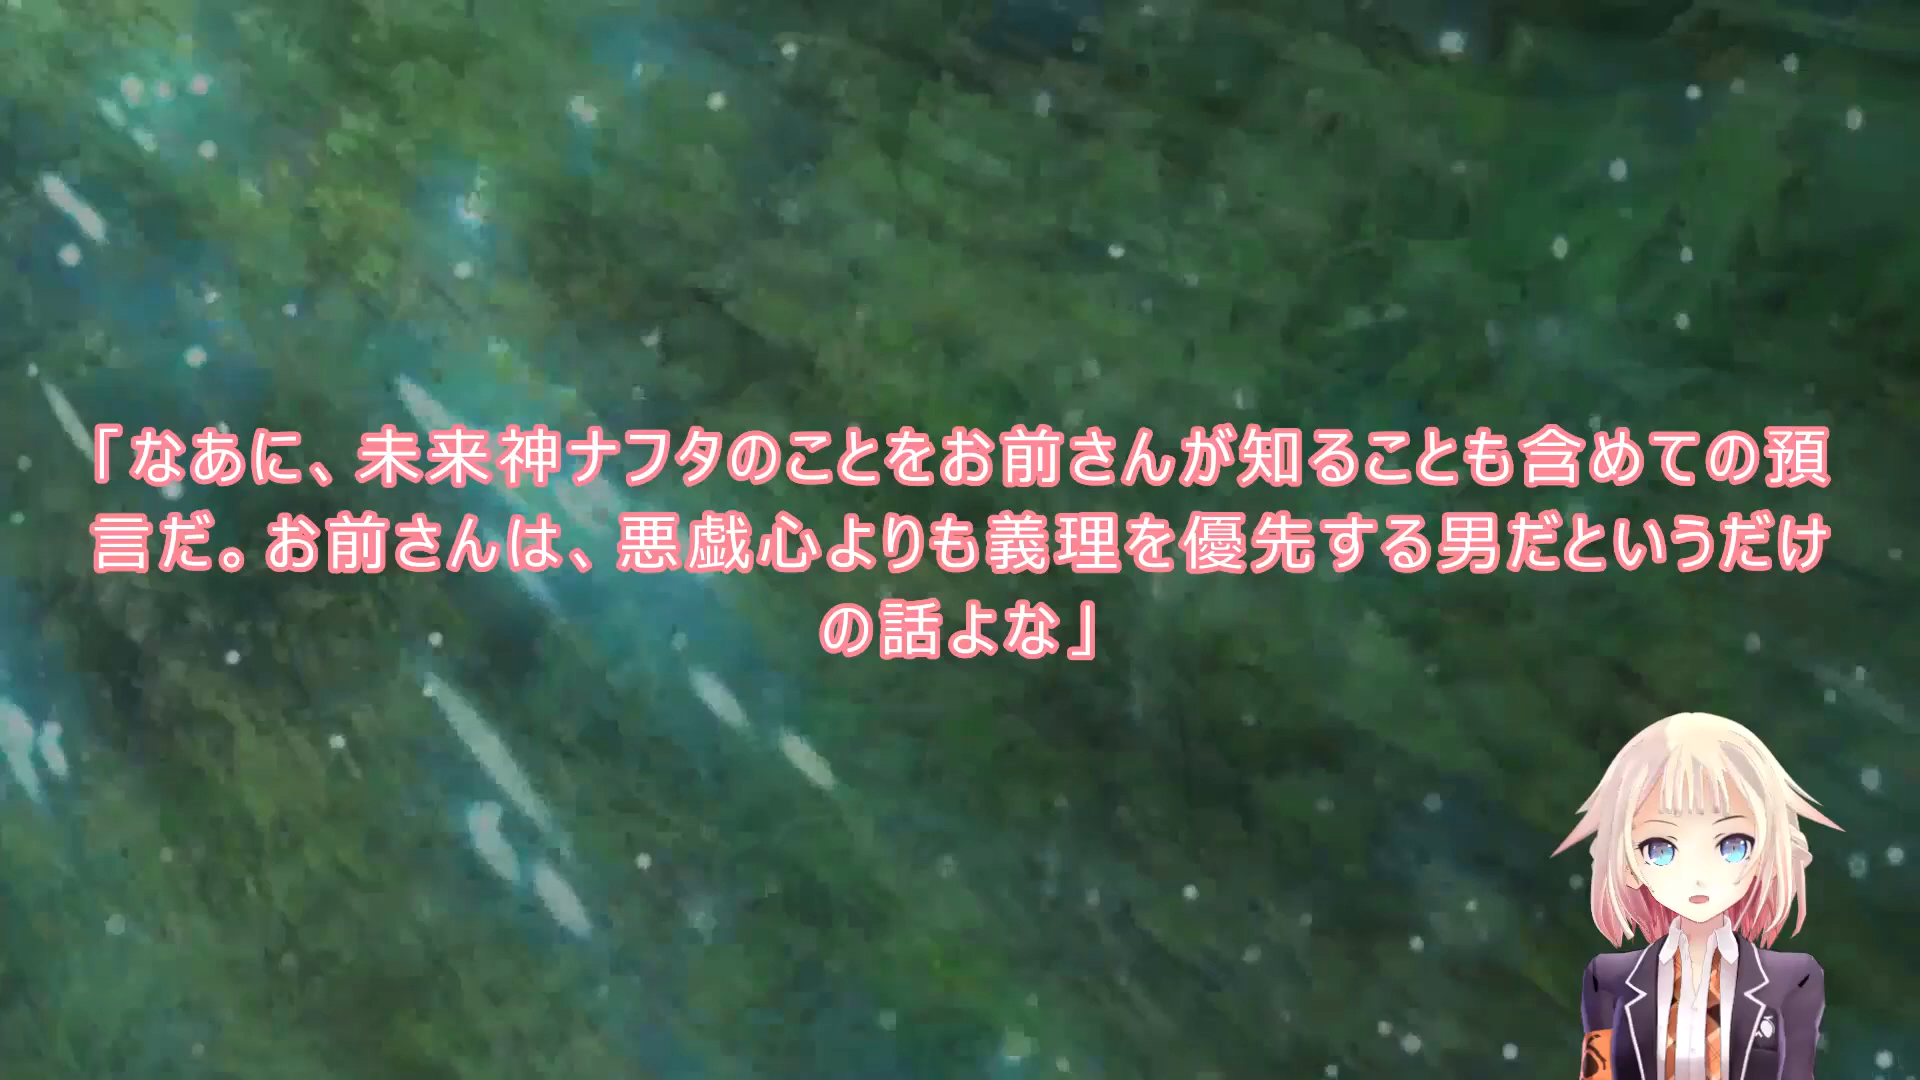 「なあに、未来神ナフタのことをお前さんが知ることも含めての預
言だ。お前さんは、悪戯心よりも義理を優先する男だというだけ
の話よな」